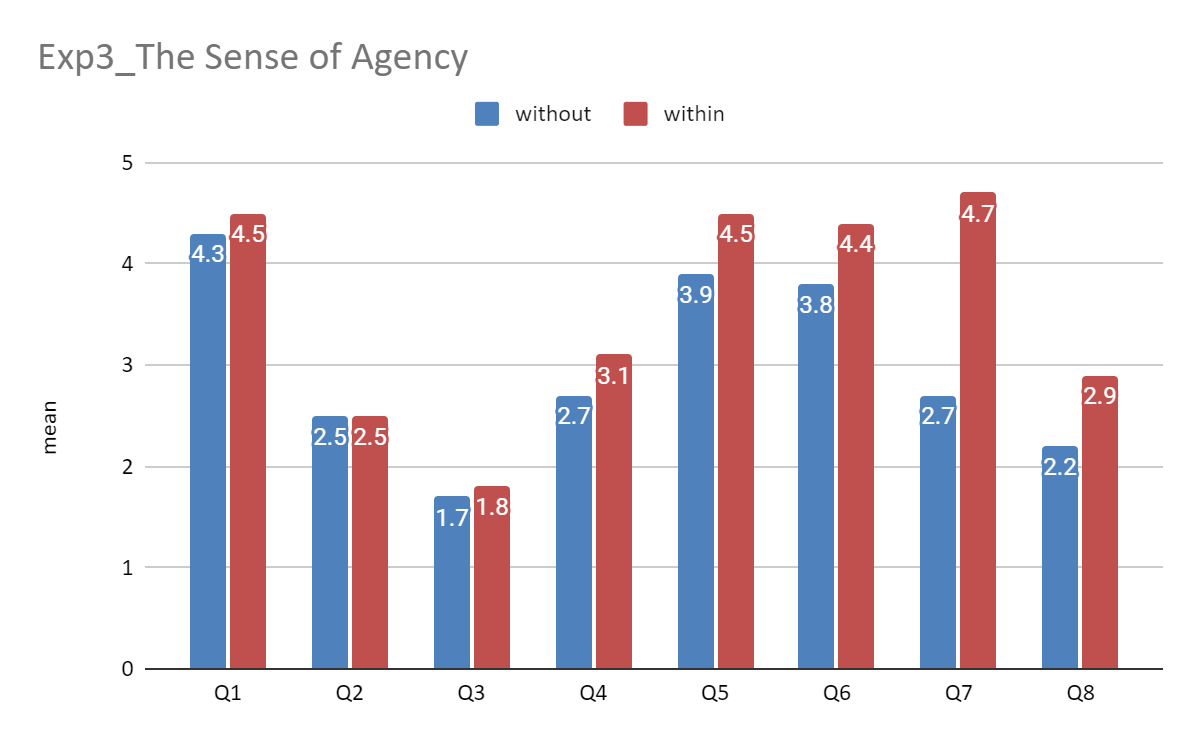 Exp3_The Sense of Agency
without within
5
4
3
2
1
0
mean
4.3 4.5 2.5 2.5 1.7 1.8 2.7 3.1 3.9 4.5 3.8 4.4 2.7 4.7 2.2 2.9
Q1 Q2 Q3 Q4 Q5 Q6 Q7 Q8